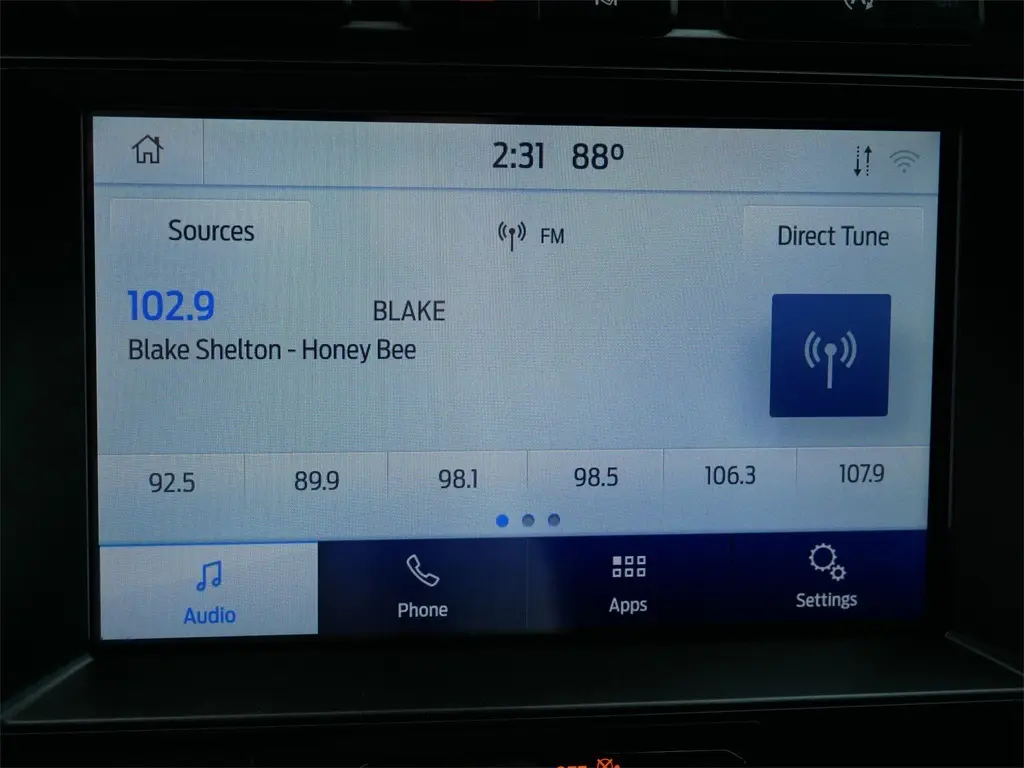 2:31 88º
Sources
FM
Direct Tune
102.9
BLAKE
Blake Shelton - Honey Bee
92.5
89.9
98.1
98.5
106.3
107.9
Audio
Phone
Apps
Settings